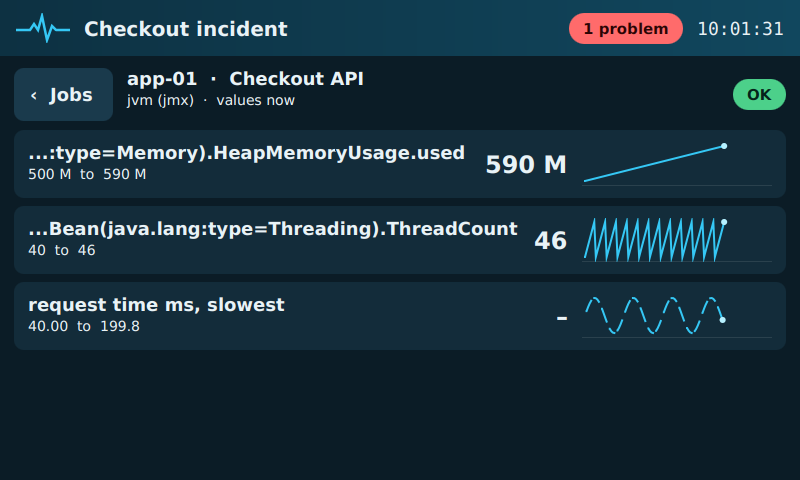 Checkout incident
1 problem
10:01:31
‹ Jobs
app-01 · Checkout API
jvm (jmx) · values now
OK
...:type=Memory).HeapMemoryUsage.used
500 M to 590 M
590 M
...Bean(java.lang:type=Threading).ThreadCount
40 to 46
46
request time ms, slowest
40.00 to 199.8
–